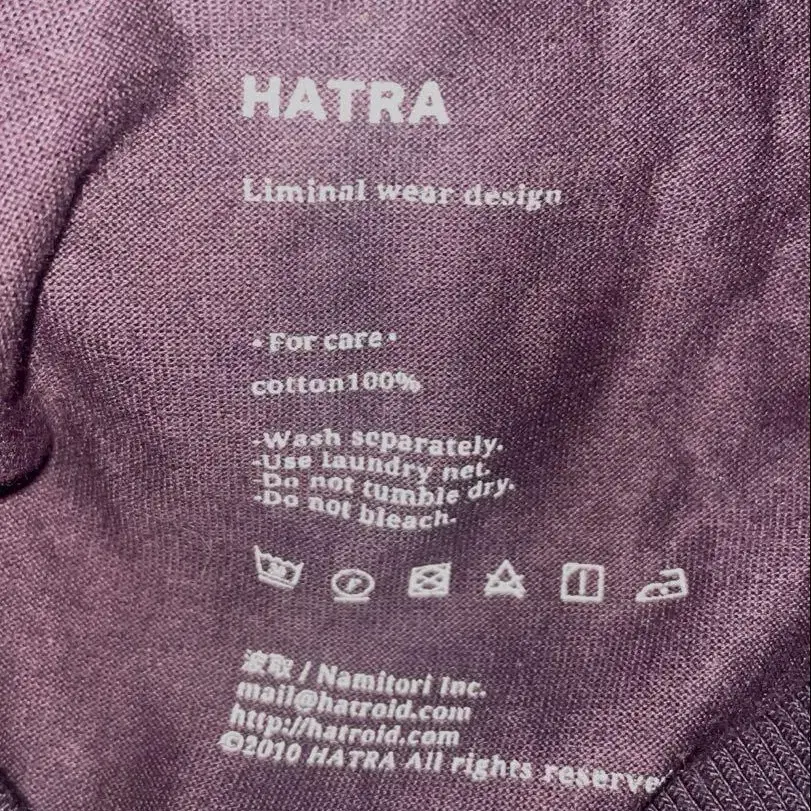 HATRA
Liminal wear design
・For care・
cotton100%
-Wash separately.
-Use laundry net.
-Do not tumble dry.
-Do not bleach.
波取 / Namitori Inc.
mail@hatroid.com
http://hatroid.com
©2010 HATRA All rights reserve